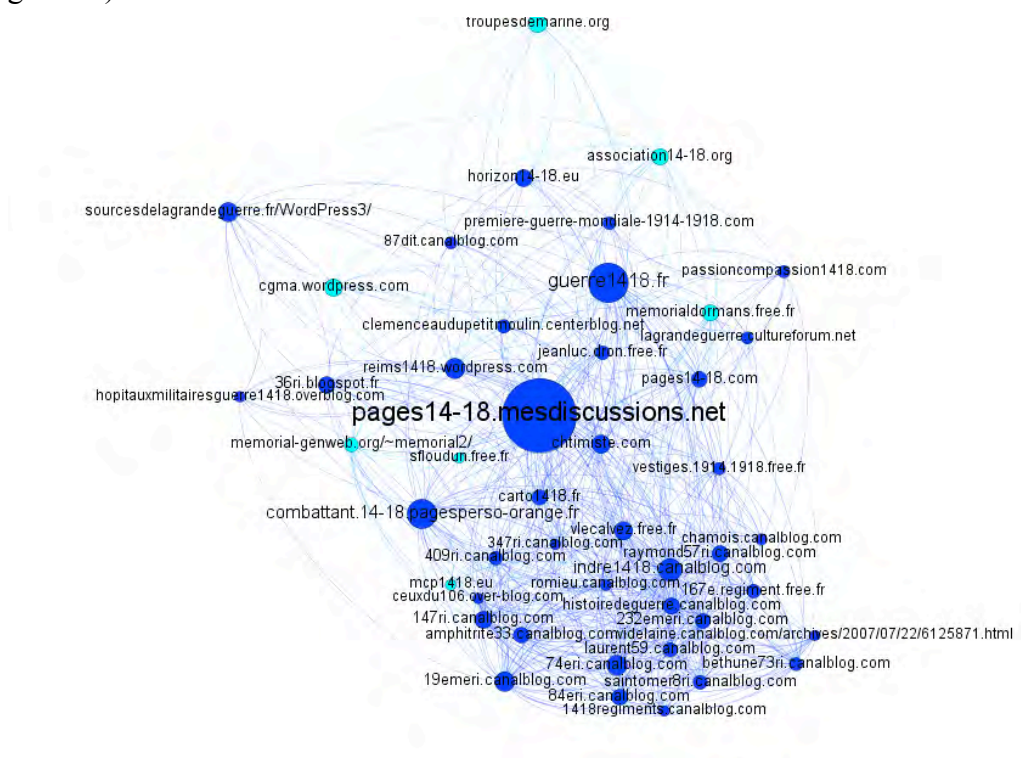 troupesdemarine.org
association14-18.org
horizon14-18.eu
sourcesdelagrandeguerre.fr/WordPress3/
premiere-guerre-mondiale-1914-1918.com
87dit.canalblog.com
passioncompassion1418.com
guerre1418.fr
cgma.wordpress.com
memorialdormans.free.fr
clemenceaudupetitmoulin.centerblog.net
lagrandeguerre.cultureforum.net
jeanluc.dron.free.fr
reims1418.wordpress.com
pages14-18.com
36ri.blogspot.fr
hopitauxmilitairesguerre1418.overblog.com
pages14-18.mesdiscussions.net
memorial-genweb.org/~memorial2/
chtimiste.com
sfloudun.free.fr
vestiges.1914.1918.free.fr
carto1418.fr
combattant.14-18.pagesperso-orange.fr
vlecalvez.free.fr
chamois.canalblog.com
347ri.canalblog.com
raymond57ri.canalblog.com
409ri.canalblog.com
indre1418.canalblog.com
mcp1418.eu
romieu.canalblog.com
167e.regiment.free.fr
ceuxdu106.over-blog.com
histoiredeguerre.canalblog.com
147ri.canalblog.com
232emeri.canalblog.com
amphitrite33.canalblog.com
videlaine.canalblog.com/archives/2007/07/22/6125871.html
laurent59.canalblog.com
74eri.canalblog.com
bethune73ri.canalblog.com
19emeri.canalblog.com
saintomer8ri.canalblog.com
84eri.canalblog.com
1418regiments.canalblog.com